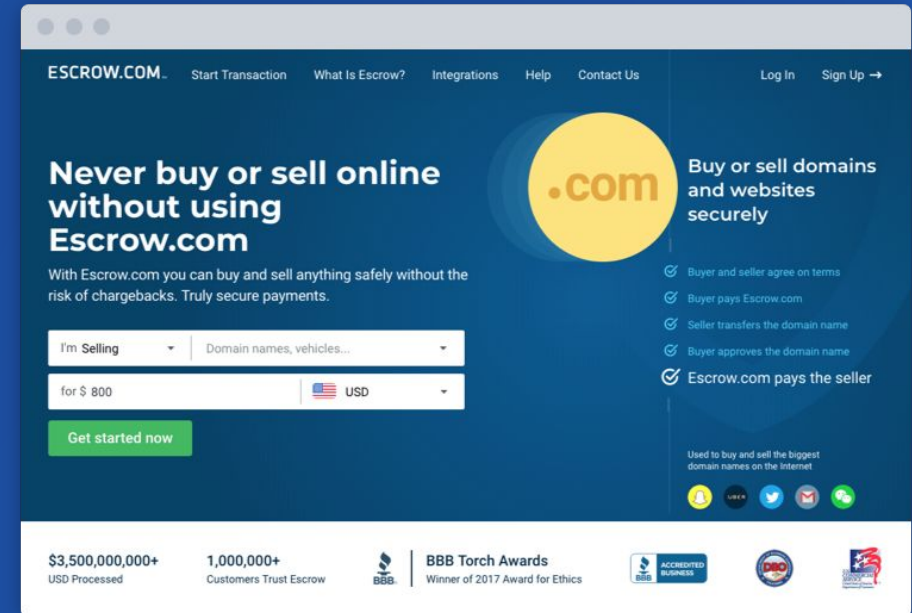 ESCROW.COM
Start Transaction
What Is Escrow?
Integrations
Help
Contact Us
Log In
Sign Up →
Never buy or sell online
without using
Escrow.com
With Escrow.com you can buy and sell anything safely without the
risk of chargebacks. Truly secure payments.
I'm Selling
Domain names, vehicles...
for $ 800
USD
Get started now
.com
Buy or sell domains
and websites
securely
Buyer and seller agree on terms
Buyer pays Escrow.com
Seller transfers the domain name
Buyer approves the domain name
Escrow.com pays the seller
Used to buy and sell the biggest
domain names on the Internet
UBER
$3,500,000,000+
USD Processed
1,000,000+
Customers Trust Escrow
BBB.
BBB Torch Awards
Winner of 2017 Award for Ethics
BBB
ACCREDITED
BUSINESS
DBO